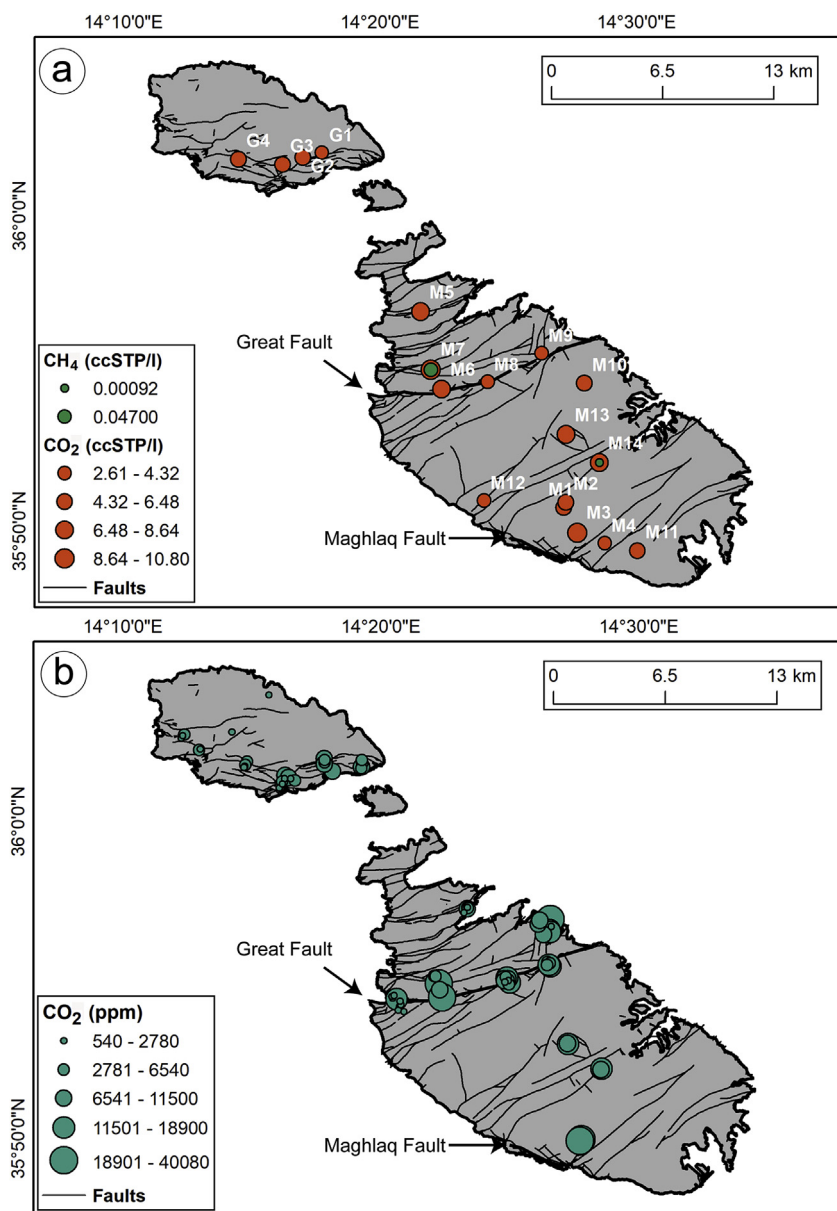 14°10'0"E 14°20'0"E 14°30'0"E
a
0 6.5 13 km
G4 G3 G1
G2
36°0'0"N
M5
Great Fault
M7
M6
M8
M9
M10
M13
M14
M12
M1
M2
M3
M4
M11
Maghlaq Fault
35°50'0"N
CH4 (ccSTP/l)
0.00092
0.04700
CO2 (ccSTP/l)
2.61 - 4.32
4.32 - 6.48
6.48 - 8.64
8.64 - 10.80
Faults
14°10'0"E 14°20'0"E 14°30'0"E
b
0 6.5 13 km
36°0'0"N
Great Fault
Maghlaq Fault
35°50'0"N
CO2 (ppm)
540 - 2780
2781 - 6540
6541 - 11500
11501 - 18900
18901 - 40080
Faults